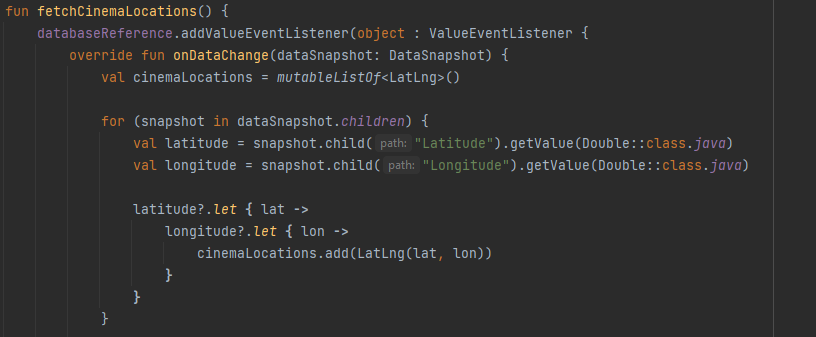 fun fetchCinemaLocations() {
    databaseReference.addValueEventListener(object : ValueEventListener {
        override fun onDataChange(dataSnapshot: DataSnapshot) {
            val cinemaLocations = mutableListOf<LatLng>()

            for (snapshot in dataSnapshot.children) {
                val latitude = snapshot.child( path: "Latitude").getValue(Double::class.java)
                val longitude = snapshot.child( path: "Longitude").getValue(Double::class.java)

                latitude?.let { lat ->
                    longitude?.let { lon ->
                        cinemaLocations.add(LatLng(lat, lon))
                    }
                }
            }